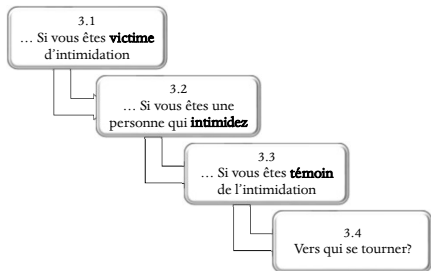 3.1
… Si vous êtes victime
d'intimidation
3.2
… Si vous êtes une
personne qui intimidez
3.3
… Si vous êtes témoin
de l'intimidation
3.4
Vers qui se tourner?